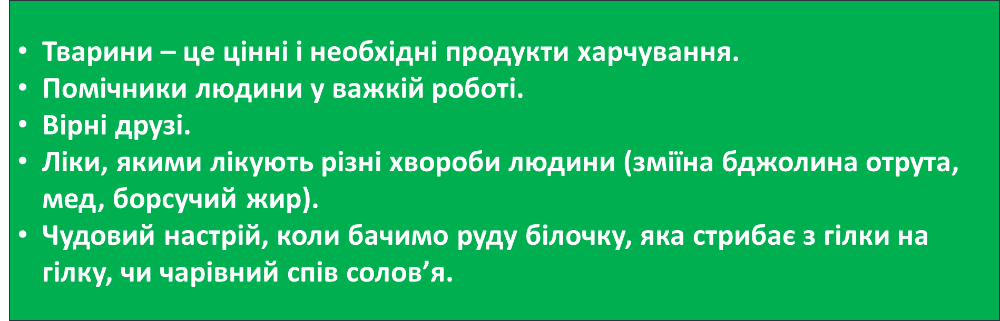 • Тварини – це цінні і необхідні продукти харчування.
• Помічники людини у важкій роботі.
• Вірні друзі.
• Ліки, якими лікують різні хвороби людини (зміїна бджолина отрута,
мед, борсучий жир).
• Чудовий настрій, коли бачимо руду білочку, яка стрибає з гілки на
гілку, чи чарівний спів солов’я.